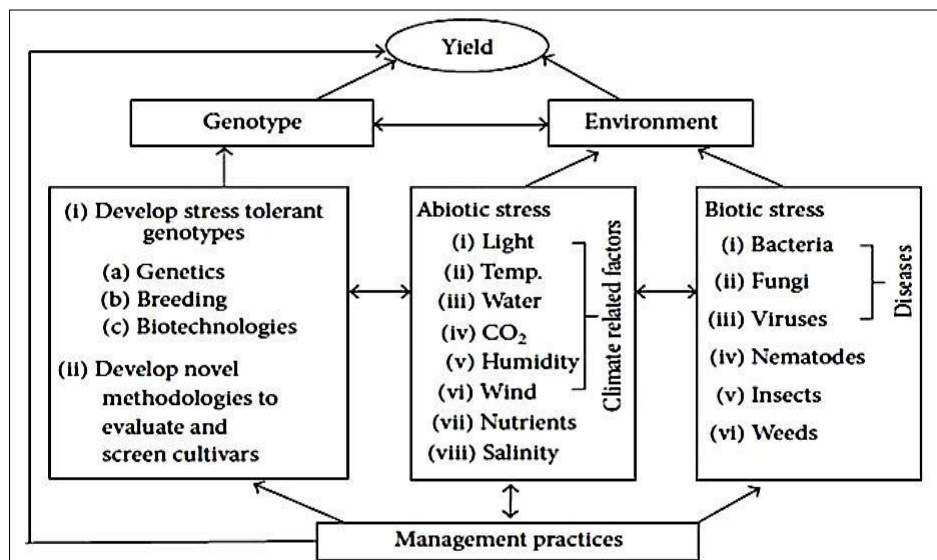 Yield
Genotype
Environment
(i) Develop stress tolerant
genotypes
(a) Genetics
(b) Breeding
(c) Biotechnologies
(ii) Develop novel
methodologies to
evaluate and
screen cultivars
Abiotic stress
(i) Light
(ii) Temp.
(iii) Water
(iv) CO₂
(v) Humidity
(vi) Wind
(vii) Nutrients
(viii) Salinity
Climate related factors
Biotic stress
(i) Bacteria
(ii) Fungi
(iii) Viruses
(iv) Nematodes
(v) Insects
(vi) Weeds
Diseases
Management practices